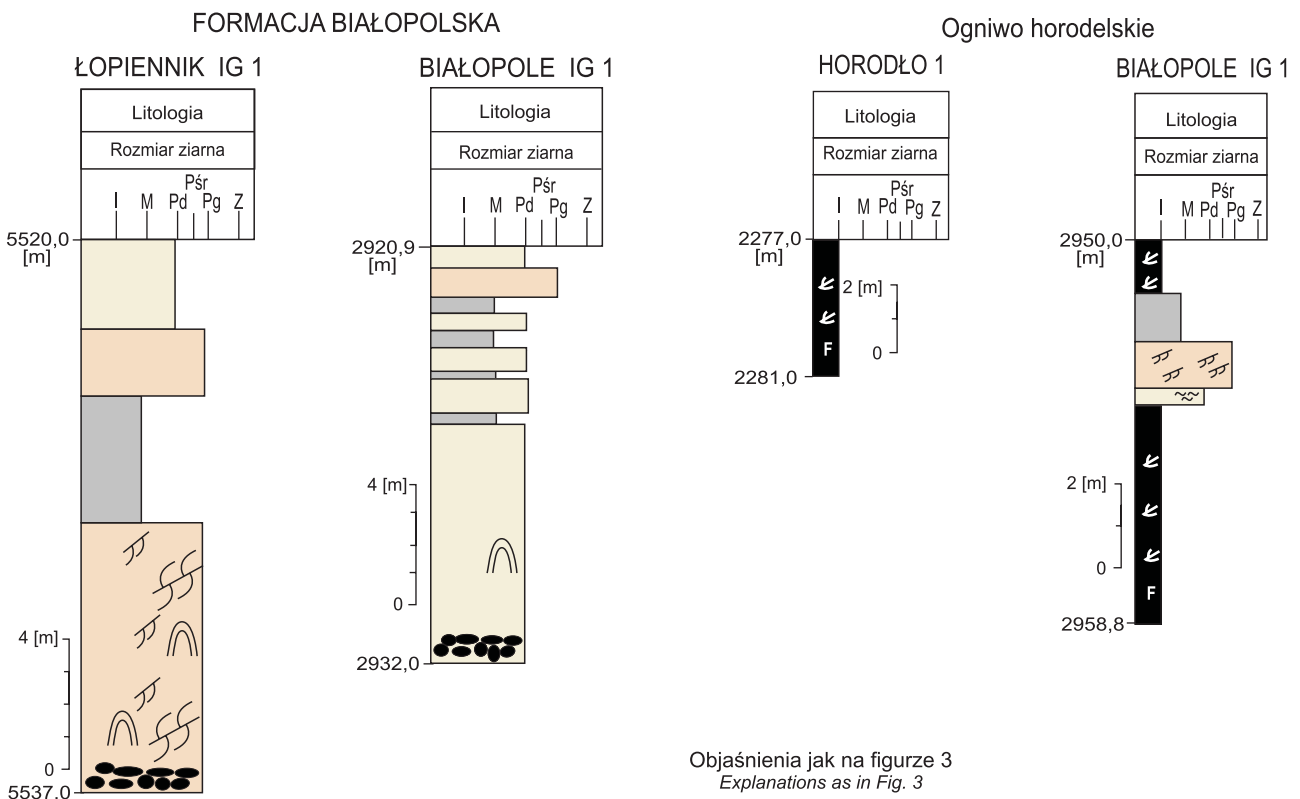 FORMACJA BIAŁOPOLSKA
Ogniwo horodelskie
ŁOPIENNIK IG 1
BIAŁOPOLE IG 1
HORODŁO 1
BIAŁOPOLE IG 1
Litologia
Rozmiar ziarna
Pśr
I M Pd Pg Z
5520,0
[m]
4 [m]
0
5537,0
Litologia
Rozmiar ziarna
Pśr
I M Pd Pg Z
2920,9
[m]
4 [m]
0
2932,0
Litologia
Rozmiar ziarna
Pśr
I M Pd Pg Z
2277,0
[m]
2 [m]
0
F
2281,0
Litologia
Rozmiar ziarna
Pśr
I M Pd Pg Z
2950,0
[m]
2 [m]
0
F
2958,8
Objaśnienia jak na figurze 3
Explanations as in Fig. 3